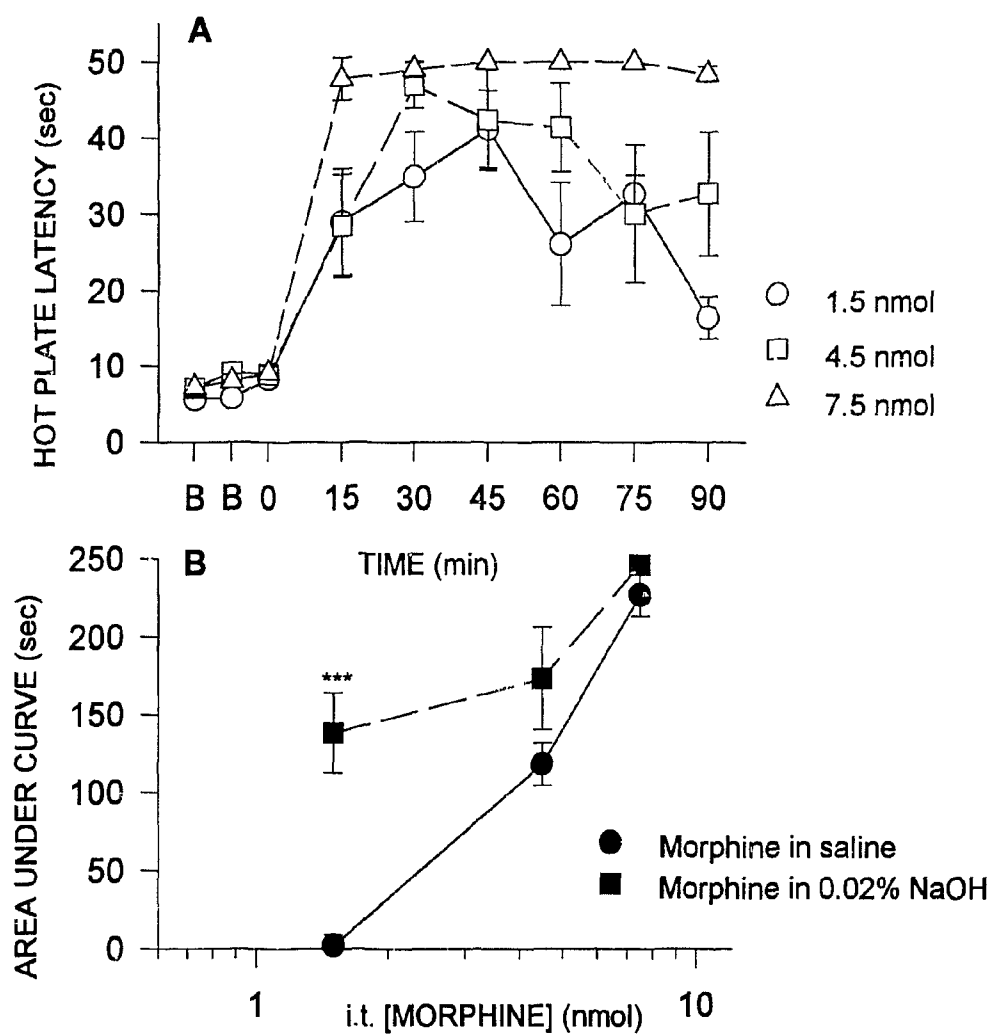 A
HOT PLATE LATENCY (sec)
50
40
30
20
10
0
B B 0 15 30 45 60 75 90
1.5 nmol
4.5 nmol
7.5 nmol
TIME (min)
B
AREA UNDER CURVE (sec)
250
200
150
100
50
0
***
Morphine in saline
Morphine in 0.02% NaOH
1 10
i.t. [MORPHINE] (nmol)